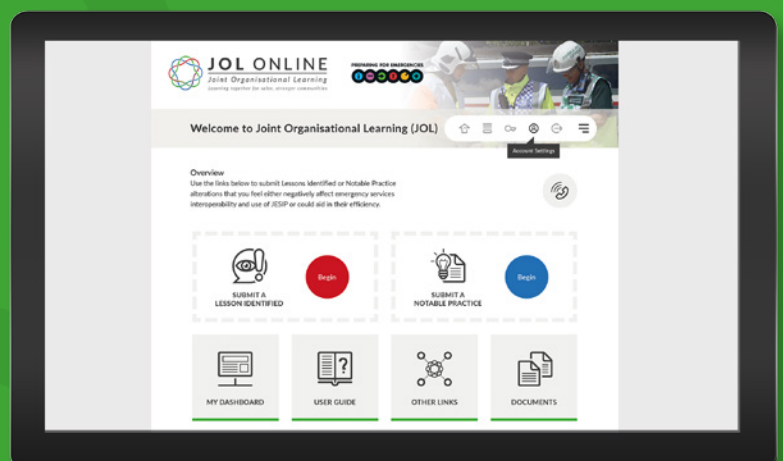 JOL ONLINE
Joint Organisational Learning
Learning together for safer, stronger communities
PREPARING FOR EMERGENCIES
Welcome to Joint Organisational Learning (JOL)
Account Settings
Overview
Use the links below to submit Lessons Identified or Notable Practice
alterations that you feel either negatively affect emergency services
interoperability and use of JESIP or could aid in their efficiency.
Begin
SUBMIT A
LESSON IDENTIFIED
Begin
SUBMIT A
NOTABLE PRACTICE
MY DASHBOARD
USER GUIDE
OTHER LINKS
DOCUMENTS